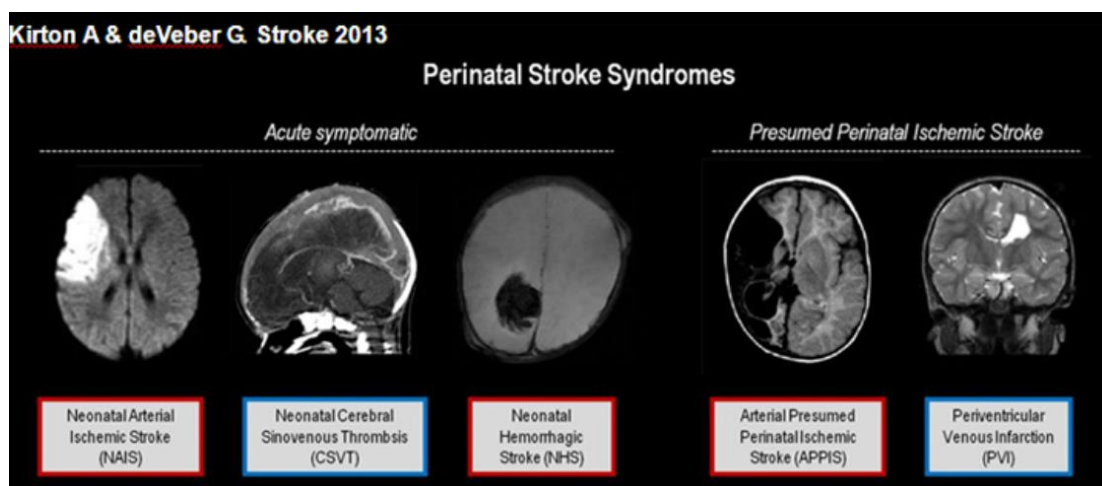 Kirton A & deVeber G. Stroke 2013
Perinatal Stroke Syndromes
Acute symptomatic
Presumed Perinatal Ischemic Stroke
Neonatal Arterial
Ischemic Stroke
(NAIS)
Neonatal Cerebral
Sinovenous Thrombsis
(CSVT)
Neonatal
Hemorrhagic
Stroke (NHS)
Arterial Presumed
Perinatal Ischemic
Stroke (APPIS)
Periventricular
Venous Infarction
(PVI)